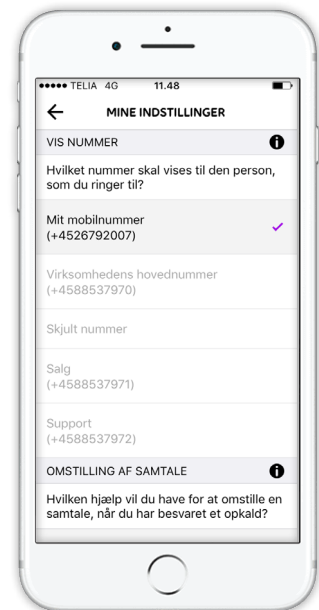 ●●●●● TELIA 4G 11.48
MINE INDSTILLINGER
VIS NUMMER
Hvilket nummer skal vises til den person,
som du ringer til?
Mit mobilnummer
(+4526792007)
Virksomhedens hovednummer
(+4588537970)
Skjult nummer
Salg
(+4588537971)
Support
(+4588537972)
OMSTILLING AF SAMTALE
Hvilken hjælp vil du have for at omstille en
samtale, når du har besvaret et opkald?